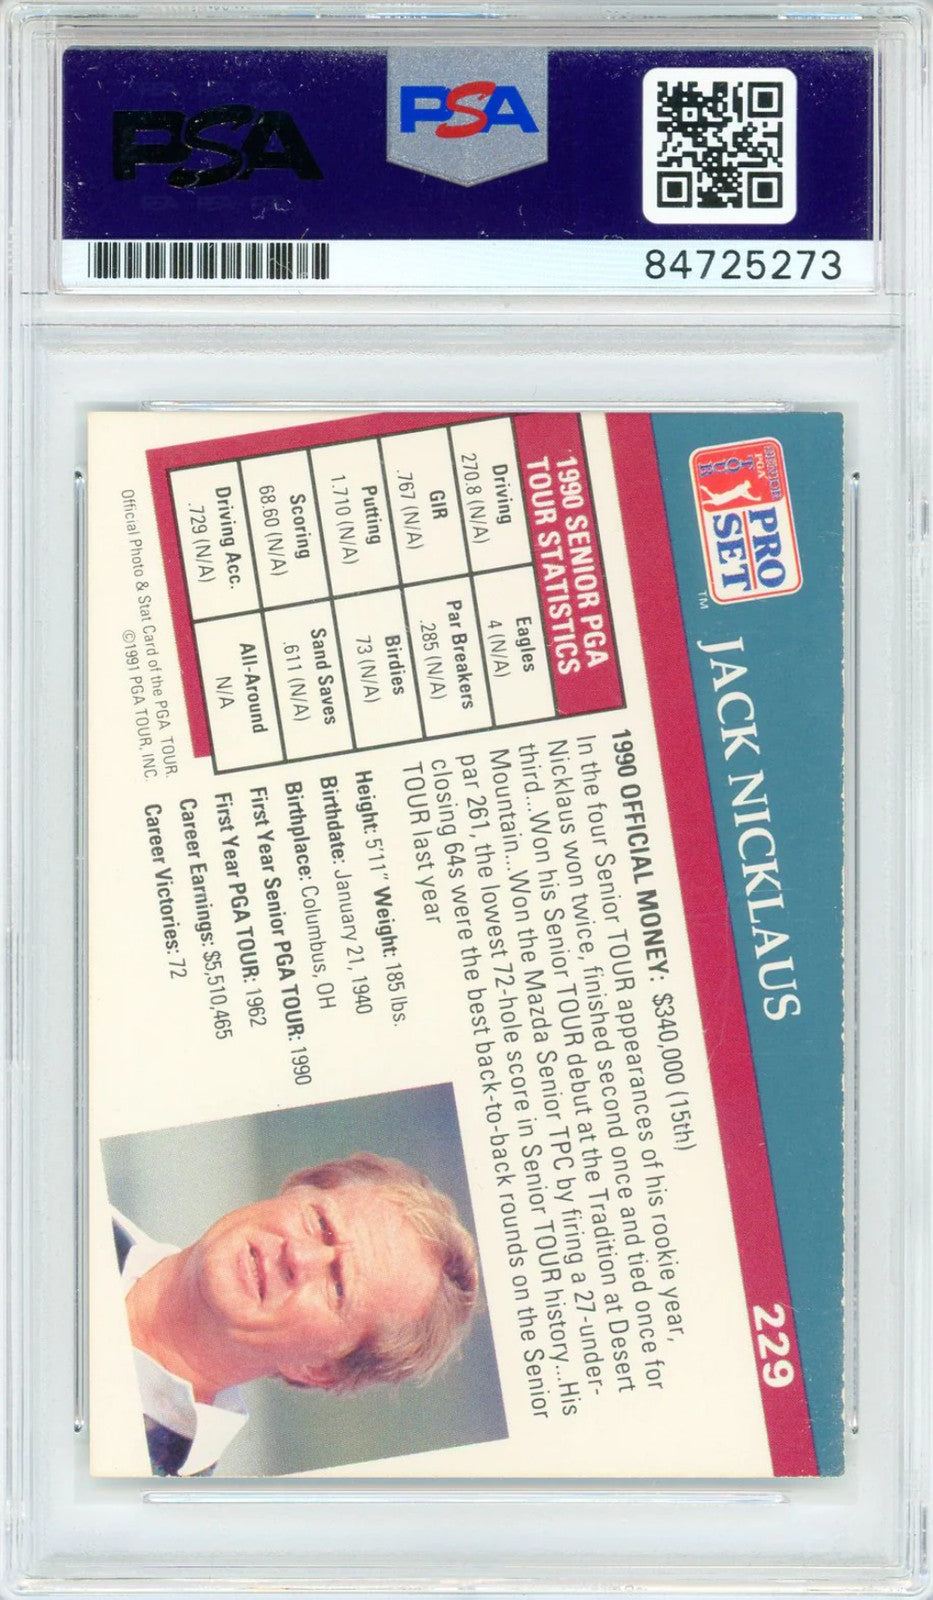 PSA
PSA
84725273
SENIOR
PGA
TOUR
PRO
SET
TM
JACK NICKLAUS
229
1990 SENIOR PGA
TOUR STATISTICS
Driving
270.8 (N/A)
Eagles
4 (N/A)
GIR
.767 (N/A)
Par Breakers
.285 (N/A)
Putting
1.710 (N/A)
Birdies
73 (N/A)
Scoring
68.60 (N/A)
Sand Saves
.611 (N/A)
Driving Acc.
.729 (N/A)
All-Around
N/A
Official Photo & Stat Card of the PGA TOUR.
©1991 PGA TOUR, INC.
1990 OFFICIAL MONEY: $340,000 (15th)
In the four Senior TOUR appearances of his rookie year,
Nicklaus won twice, finished second once and tied once for
third...Won his Senior TOUR debut at the Tradition at Desert
Mountain...Won the Mazda Senior TPC by firing a 27-under-
par 261, the lowest 72-hole score in Senior TOUR history...His
closing 64s were the best back-to-back rounds on the Senior
TOUR last year
Height: 5'11" Weight: 185 lbs.
Birthdate: January 21, 1940
Birthplace: Columbus, OH
First Year Senior PGA TOUR: 1990
First Year PGA TOUR: 1962
Career Earnings: $5,510,465
Career Victories: 72